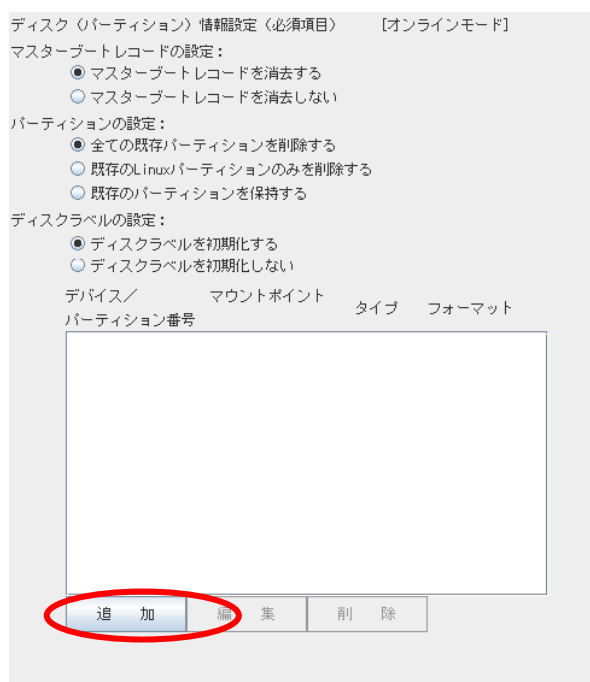 ディスク（パーティション）情報設定（必須項目）　　［オンラインモード］
マスターブートレコードの設定：
マスターブートレコードを消去する
マスターブートレコードを消去しない
パーティションの設定：
全ての既存パーティションを削除する
既存のLinuxパーティションのみを削除する
既存のパーティションを保持する
ディスクラベルの設定：
ディスクラベルを初期化する
ディスクラベルを初期化しない
デバイス／　マウントポイント　タイプ　フォーマット
パーティション番号
追　加　編　集　削　除